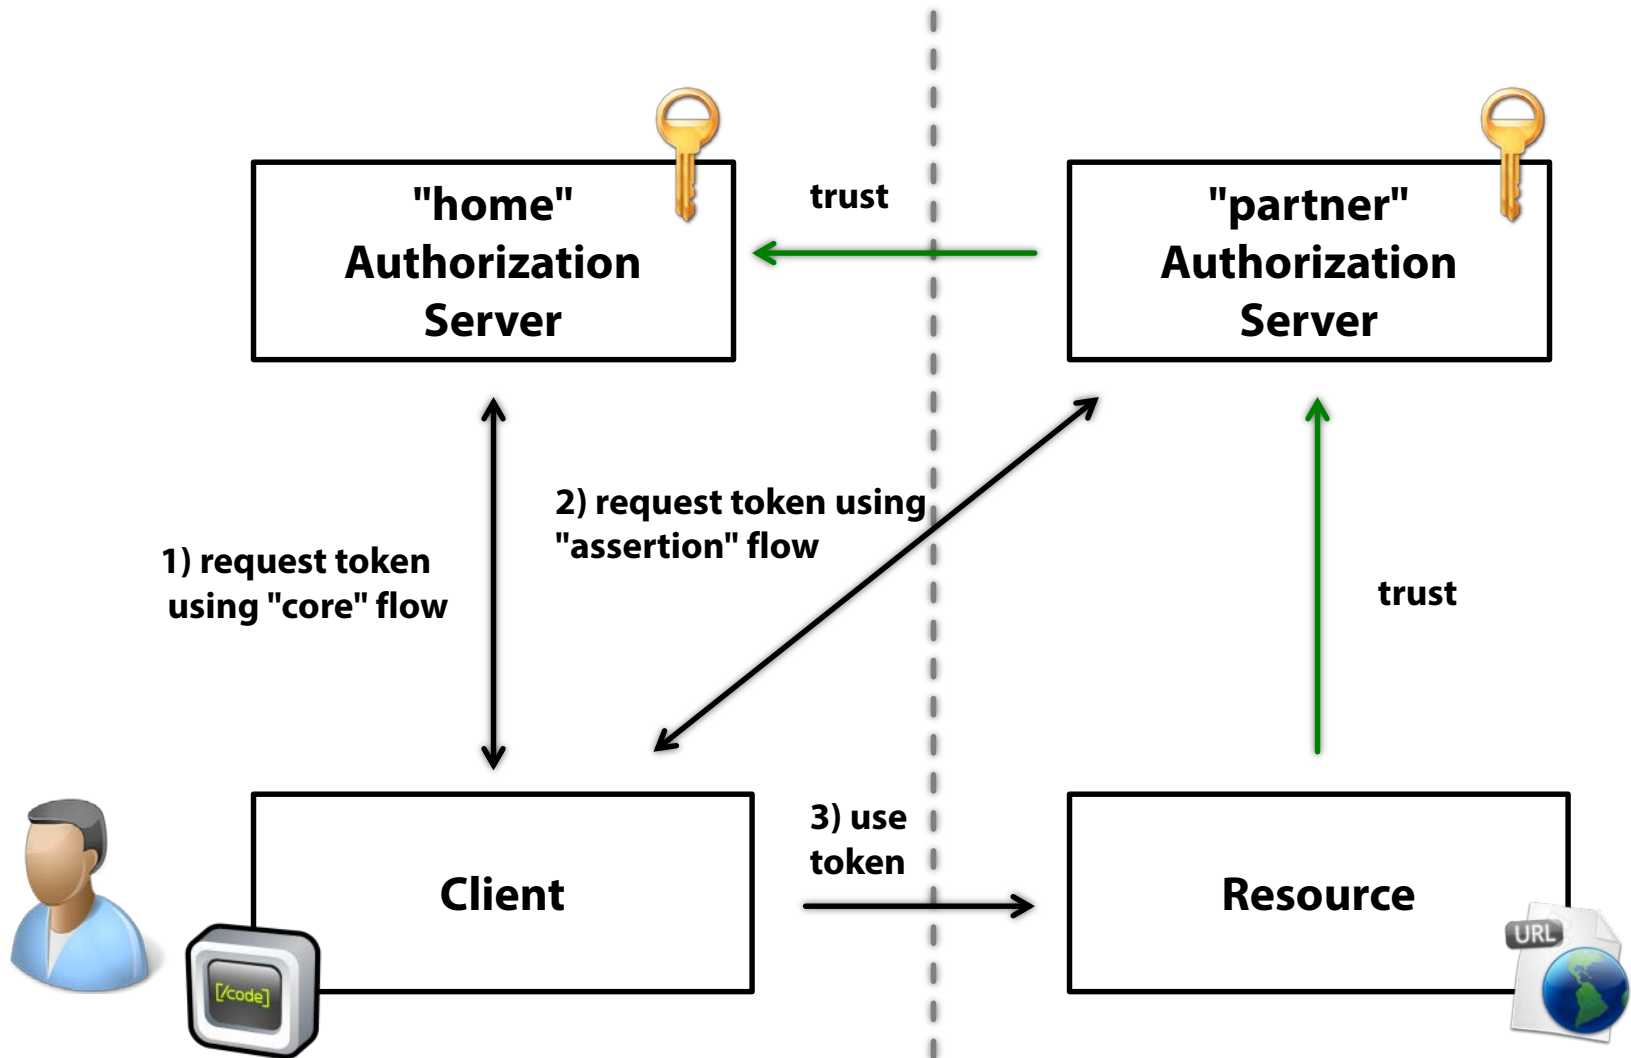 "home"
Authorization
Server
trust
"partner"
Authorization
Server
2) request token using
"assertion" flow
1) request token
using "core" flow
trust
3) use
token
Client
Resource
[/code]
URL